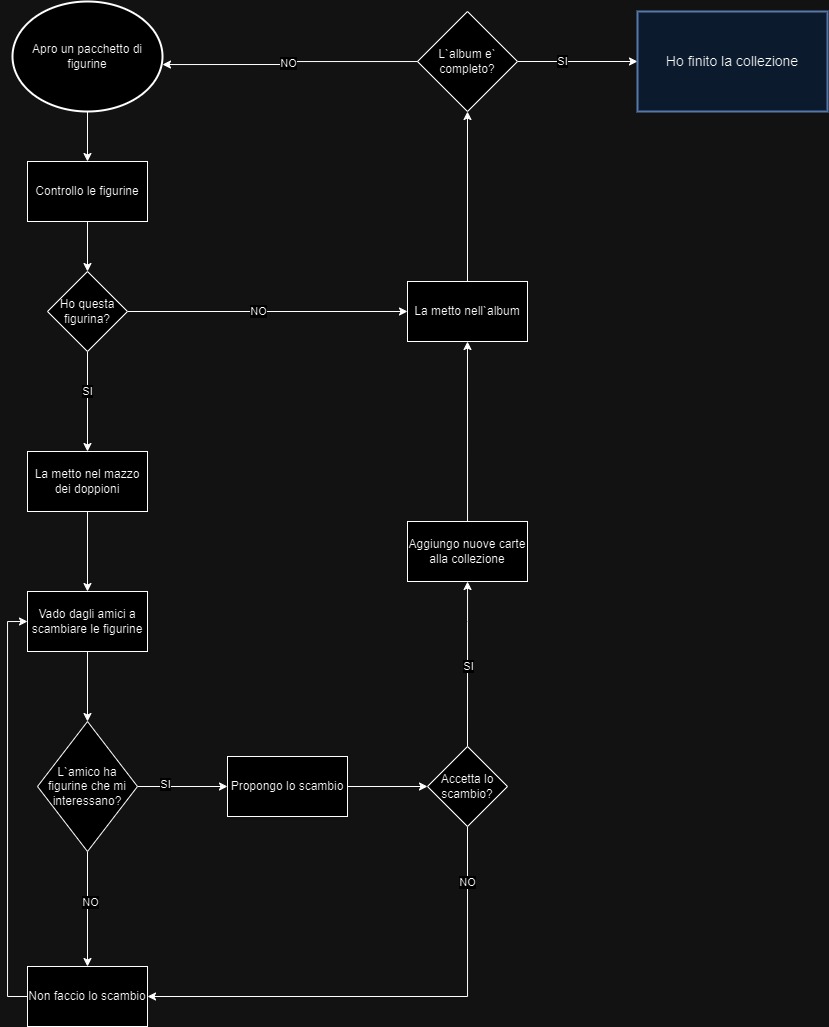 Apro un pacchetto di
figurine
NO
L`album e`
completo?
SI
Ho finito la collezione
Controllo le figurine
Ho questa
figurina?
NO
La metto nell`album
SI
La metto nel mazzo
dei doppioni
Aggiungo nuove carte
alla collezione
Vado dagli amici a
scambiare le figurine
SI
L`amico ha
figurine che mi
interessano?
SI
Propongo lo scambio
Accetta lo
scambio?
NO
NO
Non faccio lo scambio